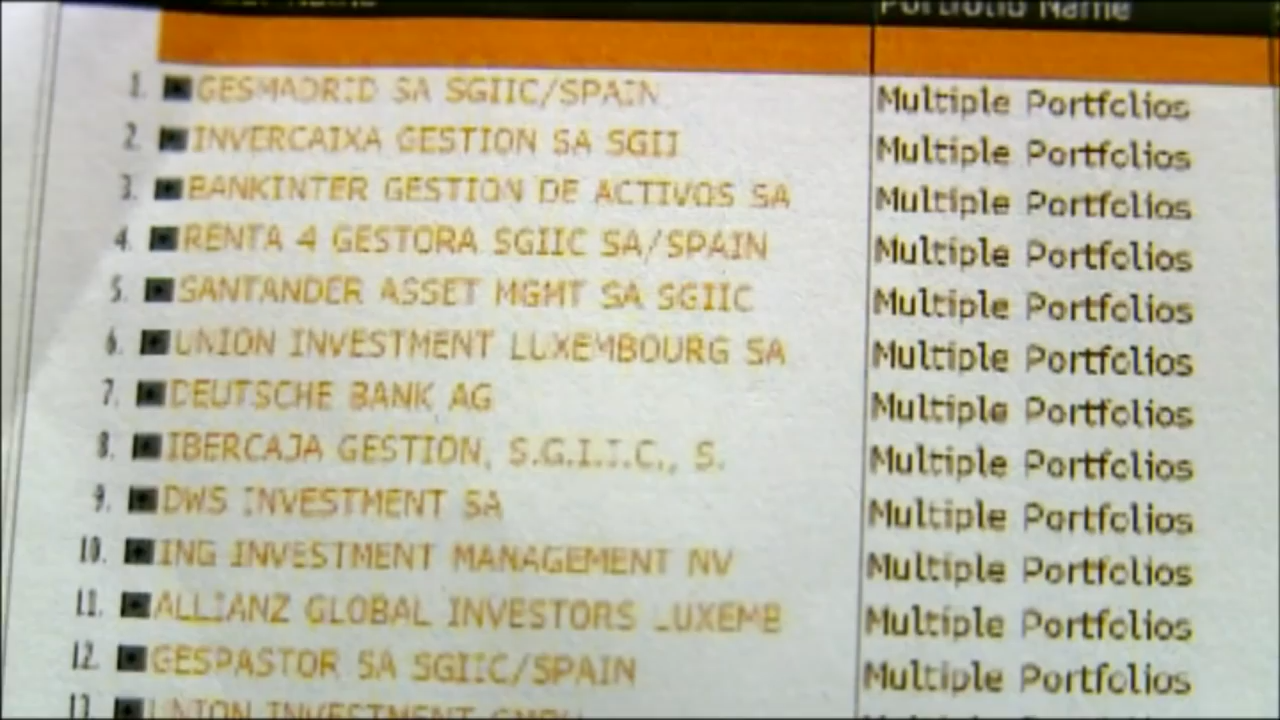 Portfolio Name
1. GESMADRID SA SGIIC/SPAIN Multiple Portfolios
2. INVERCAIXA GESTION SA SGII Multiple Portfolios
3. BANKINTER GESTION DE ACTIVOS SA Multiple Portfolios
4. RENTA 4 GESTORA SGIIC SA/SPAIN Multiple Portfolios
5. SANTANDER ASSET MGMT SA SGIIC Multiple Portfolios
6. UNION INVESTMENT LUXEMBOURG SA Multiple Portfolios
7. DEUTSCHE BANK AG Multiple Portfolios
8. IBERCAJA GESTION, S.G.I.I.C., S. Multiple Portfolios
9. DWS INVESTMENT SA Multiple Portfolios
10. ING INVESTMENT MANAGEMENT NV Multiple Portfolios
11. ALLIANZ GLOBAL INVESTORS LUXEMB Multiple Portfolios
12. GESPASTOR SA SGIIC/SPAIN Multiple Portfolios
13. UNION INVESTMENT GMBH